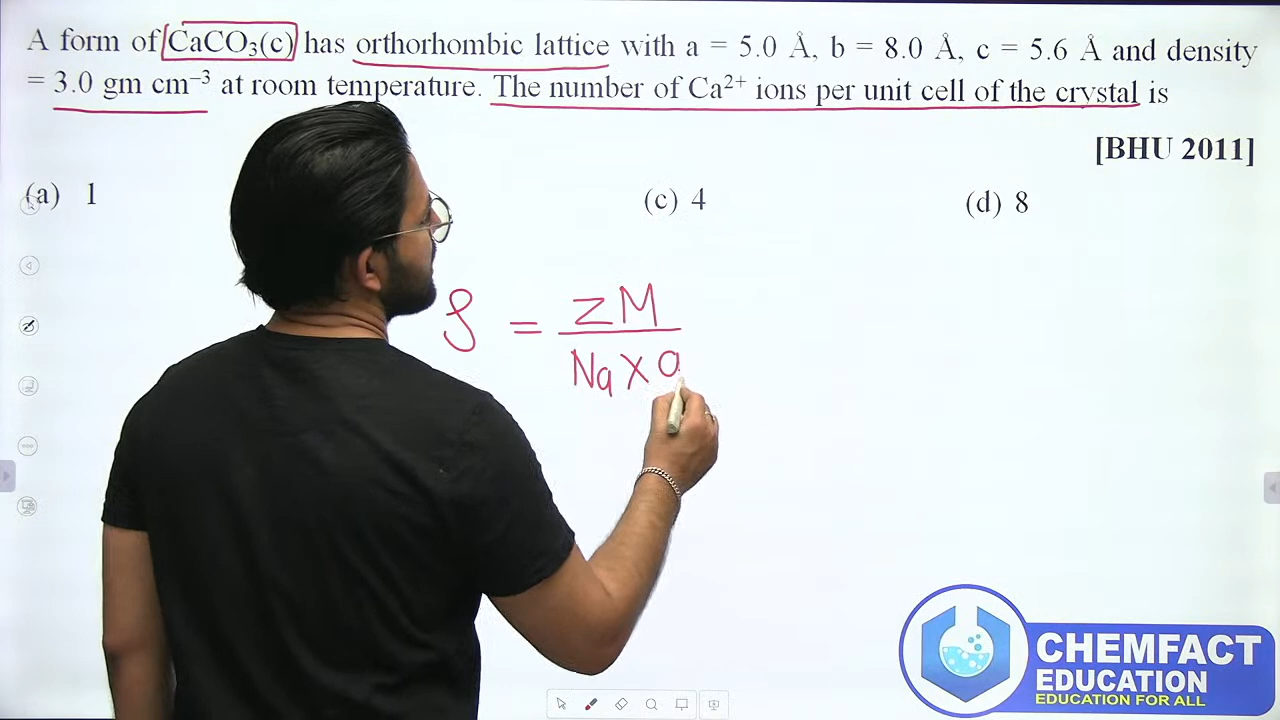 A form of CaCO₃(c) has orthorhombic lattice with a = 5.0 Å, b = 8.0 Å, c = 5.6 Å and density
= 3.0 gm cm⁻³ at room temperature. The number of Ca²⁺ ions per unit cell of the crystal is
[BHU 2011]
(a) 1
(c) 4
(d) 8
ρ = ZM
Na X a
CHEMFACT
EDUCATION
EDUCATION FOR ALL